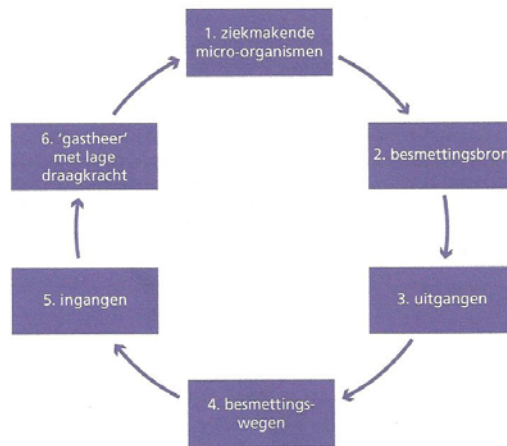 1. ziekmakende
micro-organismen
2. besmettingsbron
3. uitgangen
4. besmettings-
wegen
5. ingangen
6. 'gastheer'
met lage
draagkracht